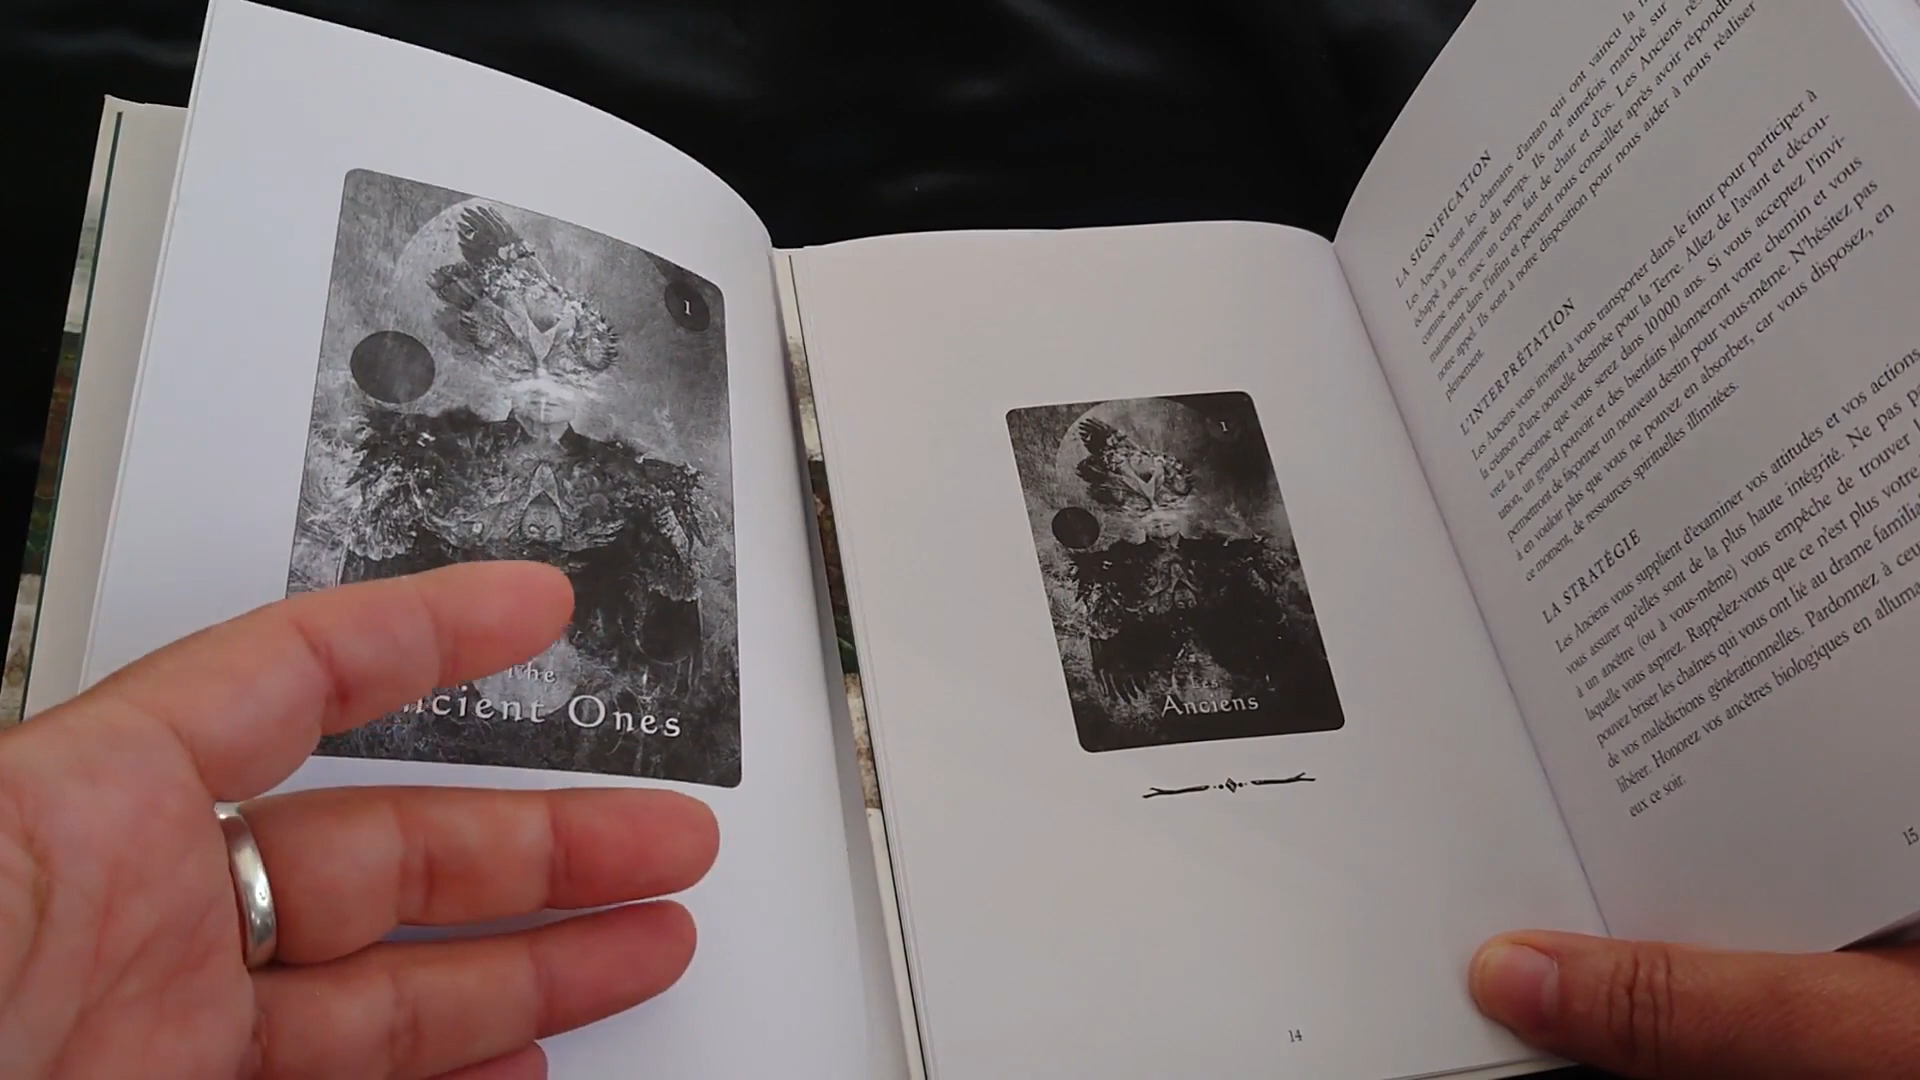 I
The
Ancient Ones
I
Les
Anciens
14
LA SIGNIFICATION
Les Anciens sont les chamans d'antan qui ont vaincu la
échappé à la tyrannie du temps. Ils ont autrefois marché sur
comme nous, avec un corps fait de chair et d'os. Les Anciens
maintenant dans l'infini et peuvent nous conseiller après avoir répondu
notre appel. Ils sont à notre disposition pour nous aider à nous réaliser
plenement.
L'INTERPRÉTATION
Les Anciens vous invitent à vous transporter dans le futur pour participer à
la création d'une nouvelle destinée pour la Terre. Allez de l'avant et décou-
vrez la personne que vous serez dans 10 000 ans. Si vous acceptez l'invi-
tation, un grand pouvoir et des bienfaits jalonneront votre chemin et vous
permettront de façonner un nouveau destin pour vous-même. N'hésitez pas
à en vouloir plus que vous ne pouvez en absorber, car vous disposez, en
ce moment, de ressources spirituelles illimitées.
LA STRATÉGIE
Les Anciens vous supplient d'examiner vos attitudes et vos actions
vous assurer qu'elles sont de la plus haute intégrité. Ne pas
à un ancêtre (ou à vous-même) vous empêche de trouver
laquelle vous aspirez. Rappelez-vous que ce n'est plus votre
pouvez briser les chaînes qui vous ont lié au drame familia
de vos malédictions générationnelles. Pardonnez à ceu
libérer. Honorez vos ancêtres biologiques en alluma
eux ce soir.
15